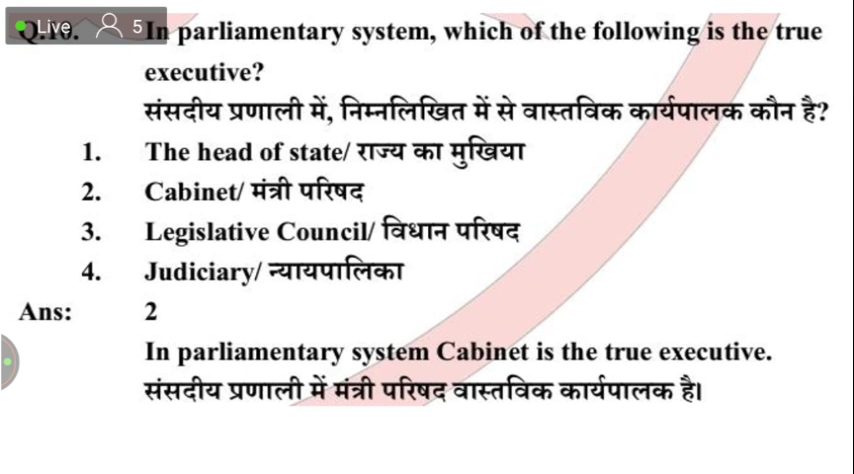 Live 5
Q.10. In parliamentary system, which of the following is the true
executive?
संसदीय प्रणाली में, निम्नलिखित में से वास्तविक कार्यपालक कौन है?
1. The head of state/ राज्य का मुखिया
2. Cabinet/ मंत्री परिषद
3. Legislative Council/ विधान परिषद
4. Judiciary/ न्यायपालिका
Ans: 2
In parliamentary system Cabinet is the true executive.
संसदीय प्रणाली में मंत्री परिषद वास्तविक कार्यपालक है।